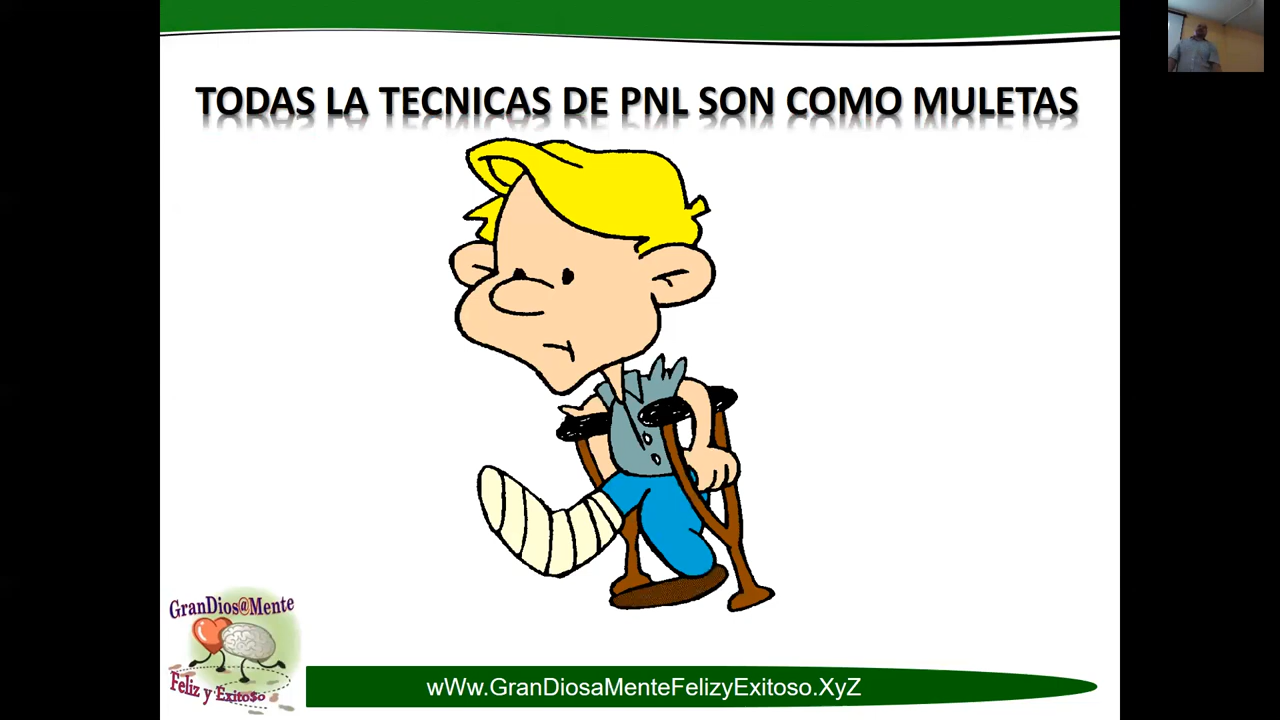 TODAS LA TECNICAS DE PNL SON COMO MULETAS
GranDios@Mente
Feliz y Exito$o
wWw.GranDiosaMenteFelizyExitoso.XyZ